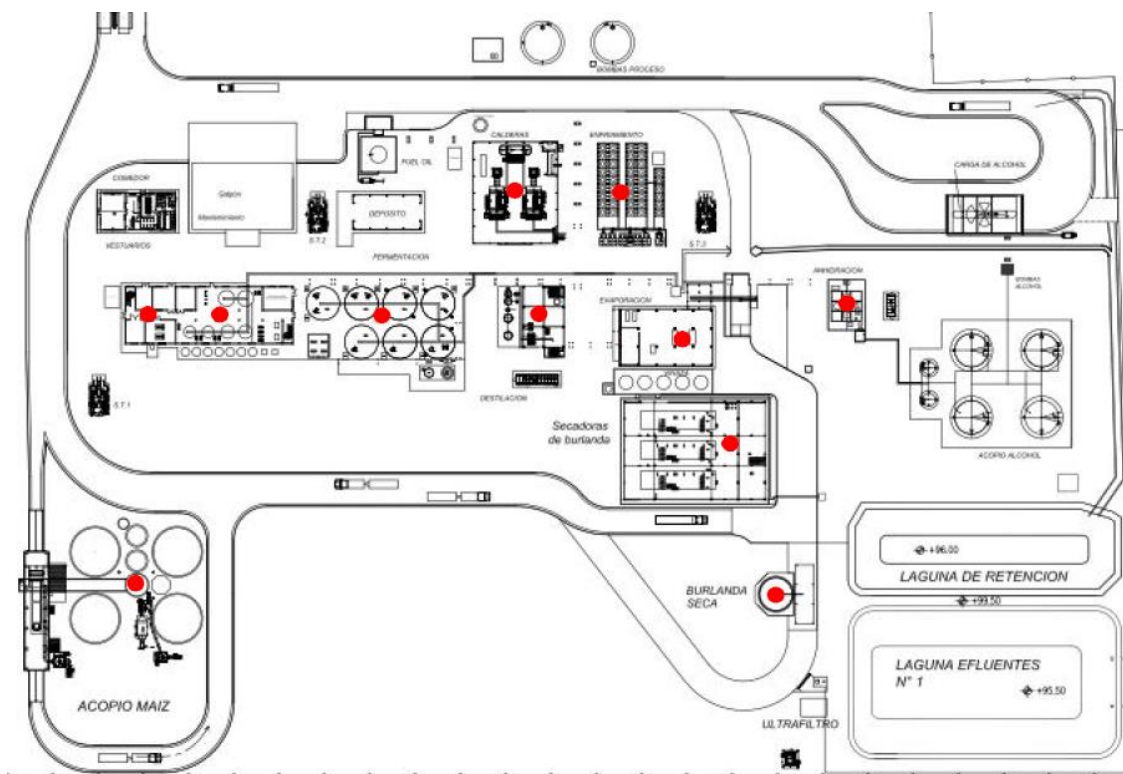 BOMBAS PROCESO
CALDERAS
ENFRIAMIENTO
FUEL OIL
CARGA DE ALCOHOL
COMEDOR
Galpon
Mantenimiento
DEPOSITO
VESTUARIOS
S.T.2
S.T.3
FERMENTACION
ANHIDRACION
BOMBAS
ALCOHOL
EVAPORACION
VINAZA
S.T.1
DESTILACION
Secadoras
de burlanda
ACOPIO ALCOHOL
+96.00
LAGUNA DE RETENCION
+99.50
BURLANDA
SECA
LAGUNA EFLUENTES
N° 1
+95.50
ACOPIO MAIZ
ULTRAFILTRO